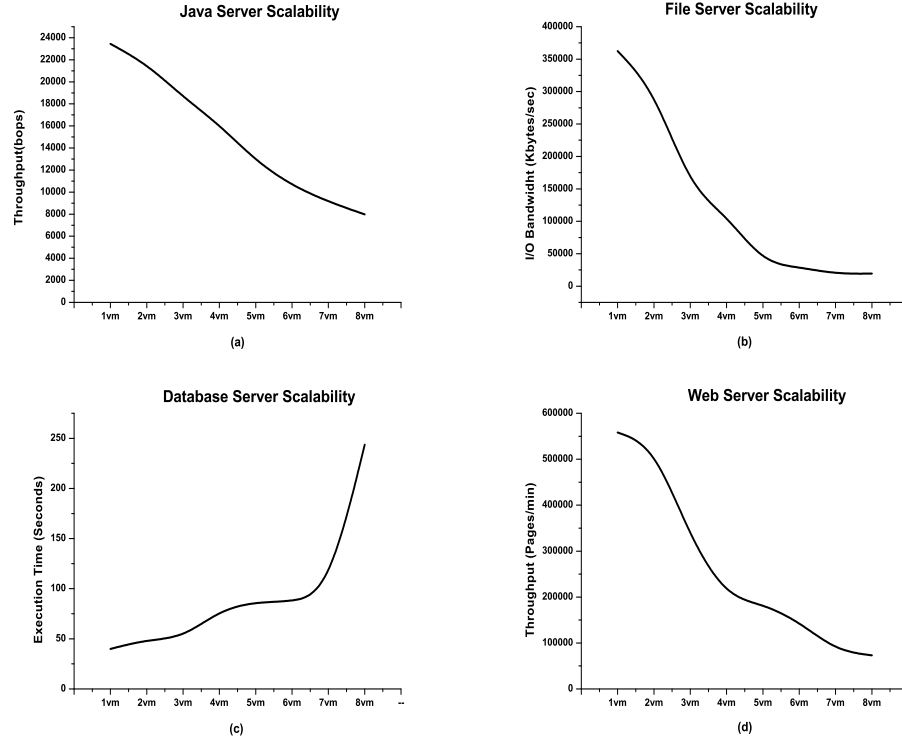 Java Server Scalability
Throughput(bops)
24000
22000
20000
18000
16000
14000
12000
10000
8000
6000
4000
2000
0
1vm 2vm 3vm 4vm 5vm 6vm 7vm 8vm
(a)
File Server Scalability
I/O Bandwidht (Kbytes/sec)
400000
350000
300000
250000
200000
150000
100000
50000
0
1vm 2vm 3vm 4vm 5vm 6vm 7vm 8vm
(b)
Database Server Scalability
Execution Time (Seconds)
250
200
150
100
50
0
1vm 2vm 3vm 4vm 5vm 6vm 7vm 8vm --
(c)
Web Server Scalability
Throughput (Pages/min)
600000
500000
400000
300000
200000
100000
0
1vm 2vm 3vm 4vm 5vm 6vm 7vm 8vm
(d)